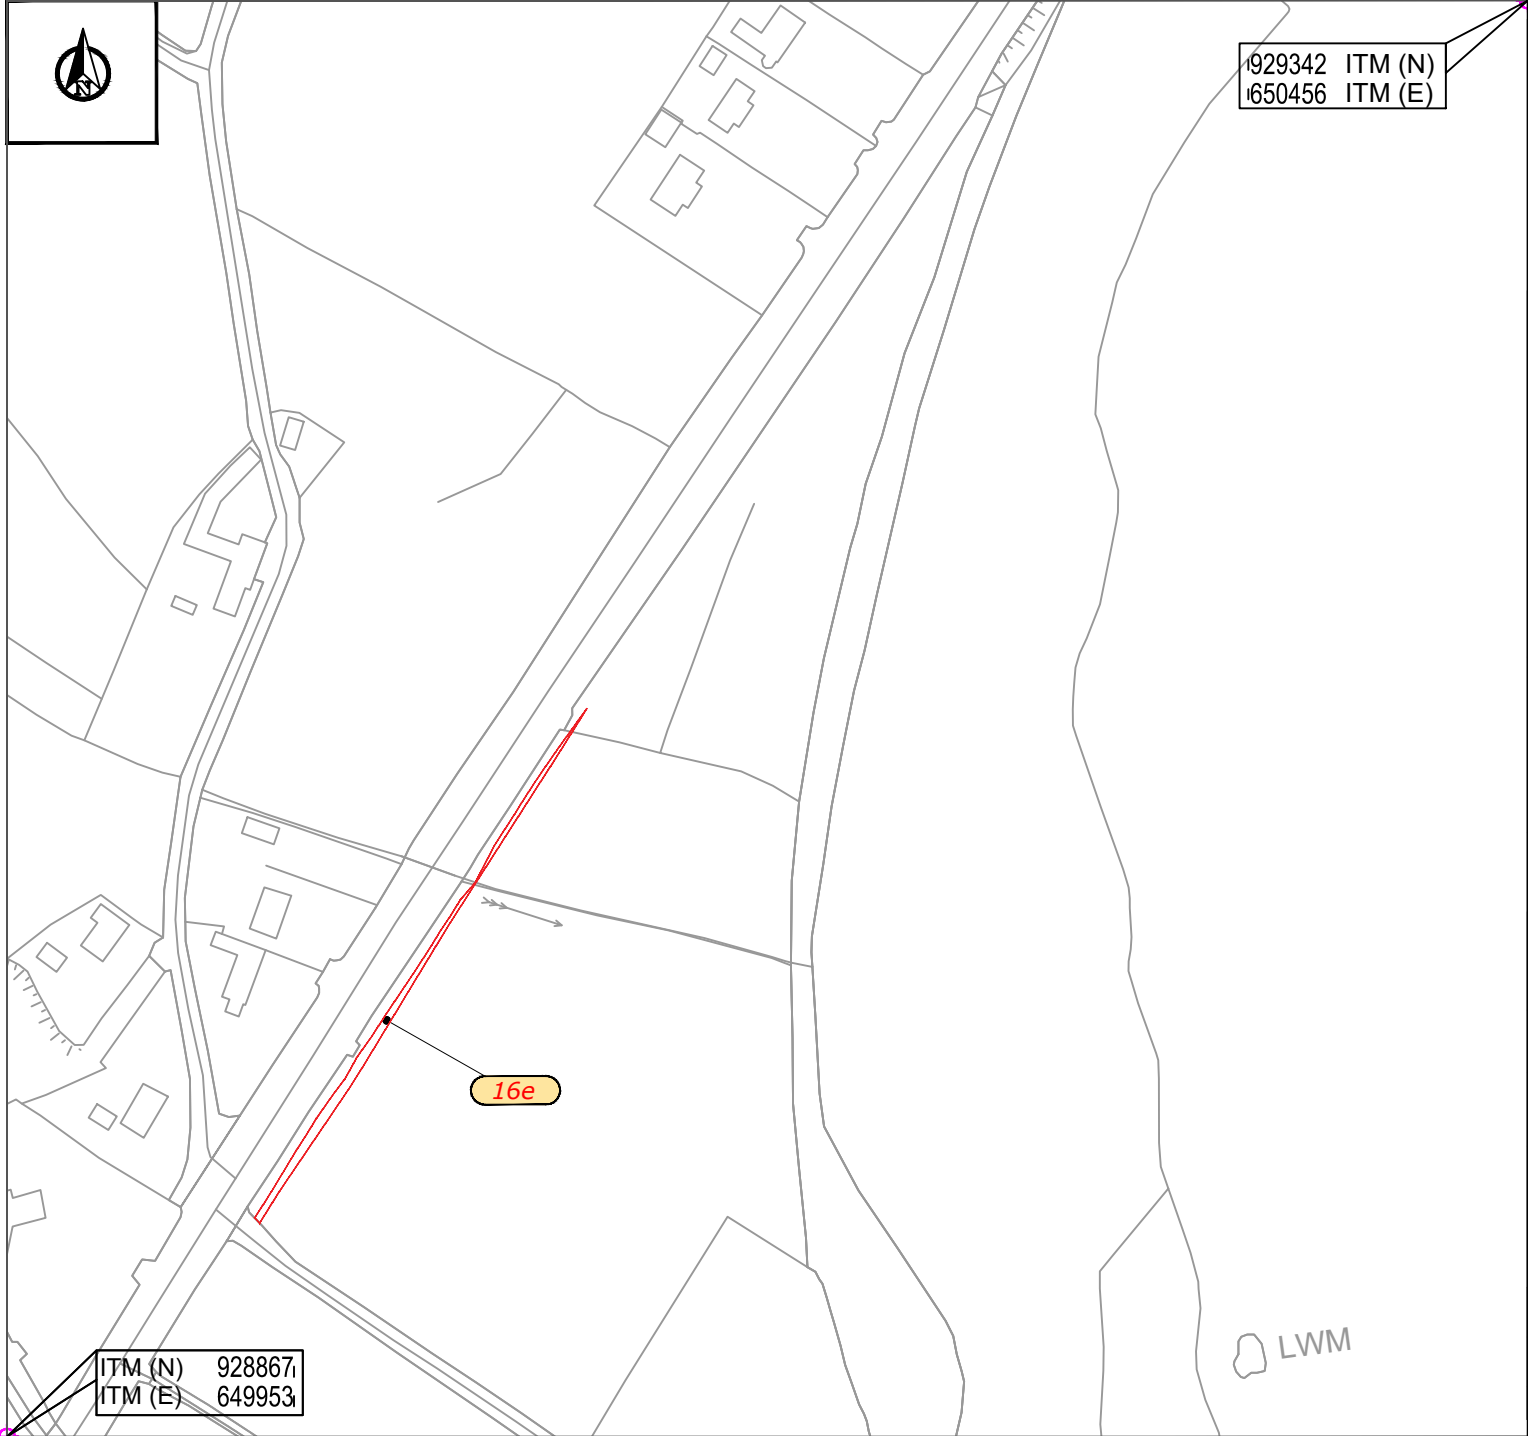 N
929342 ITM (N)
650456 ITM (E)
16e
LWM
ITM (N) 928867
ITM (E) 649953